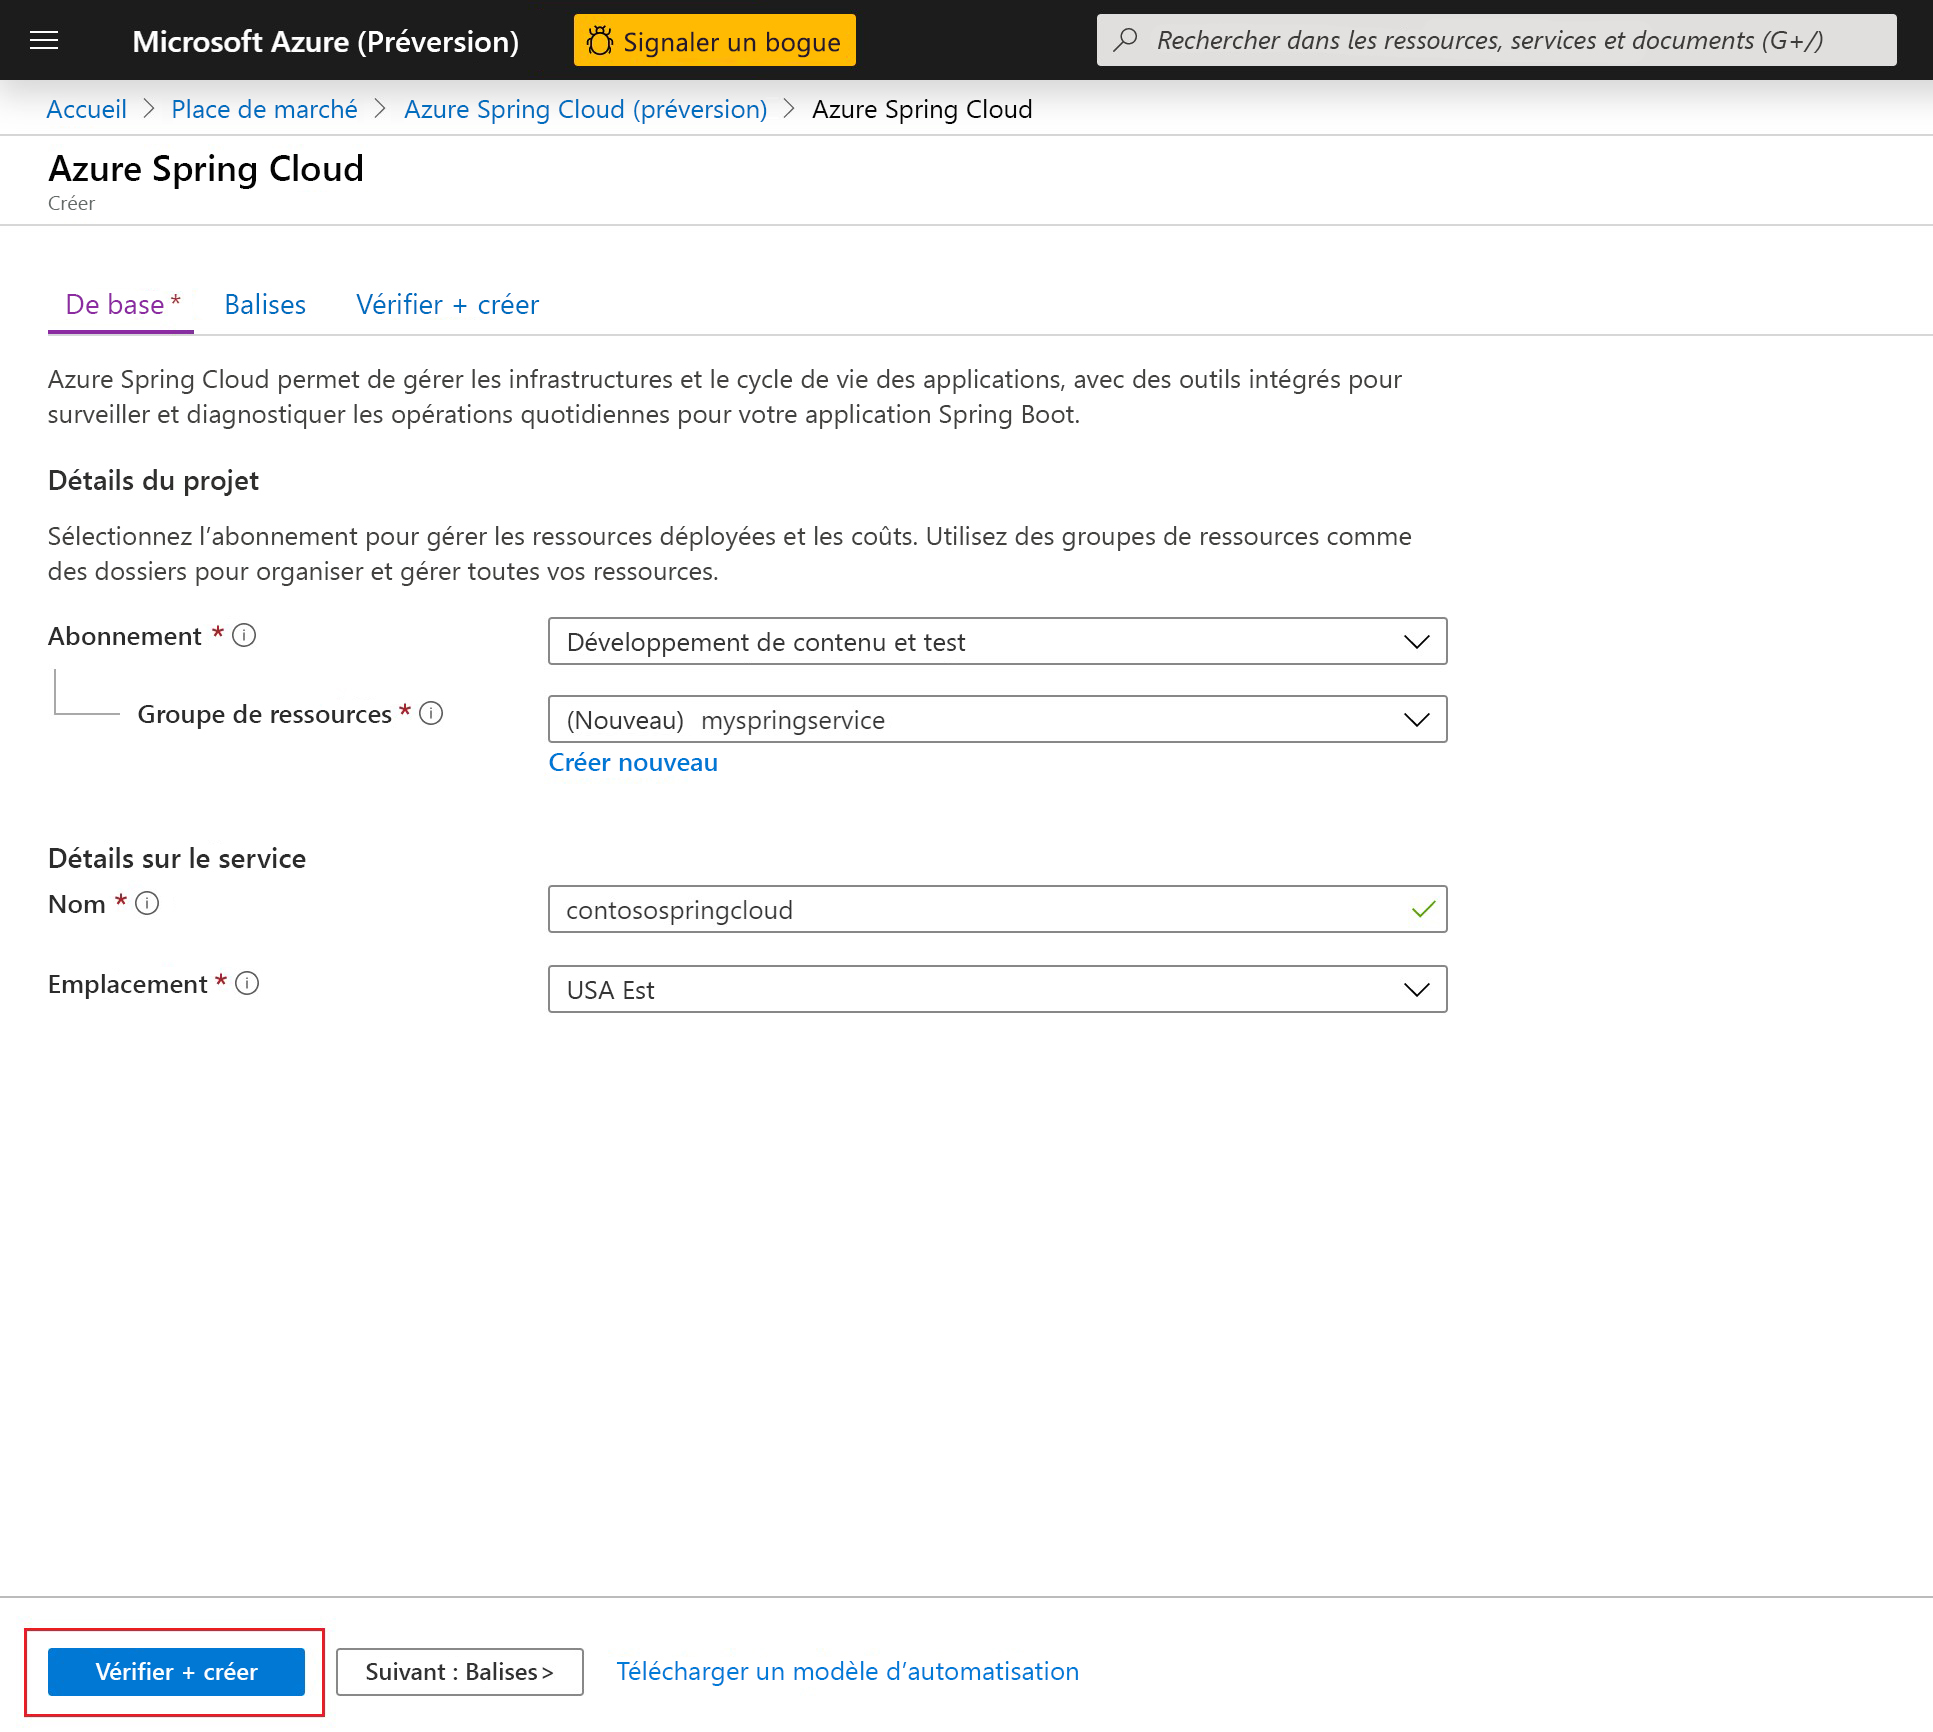 Microsoft Azure (Préversion)
Signaler un bogue
Rechercher dans les ressources, services et documents (G+/)
Accueil > Place de marché > Azure Spring Cloud (préversion) > Azure Spring Cloud
Azure Spring Cloud
Créer
De base * Balises Vérifier + créer
Azure Spring Cloud permet de gérer les infrastructures et le cycle de vie des applications, avec des outils intégrés pour
surveiller et diagnostiquer les opérations quotidiennes pour votre application Spring Boot.
Détails du projet
Sélectionnez l’abonnement pour gérer les ressources déployées et les coûts. Utilisez des groupes de ressources comme
des dossiers pour organiser et gérer toutes vos ressources.
Abonnement * Développement de contenu et test
Groupe de ressources * (Nouveau) myspringservice
Créer nouveau
Détails sur le service
Nom * contosospringcloud
Emplacement * USA Est
Vérifier + créer
Suivant : Balises >
Télécharger un modèle d’automatisation